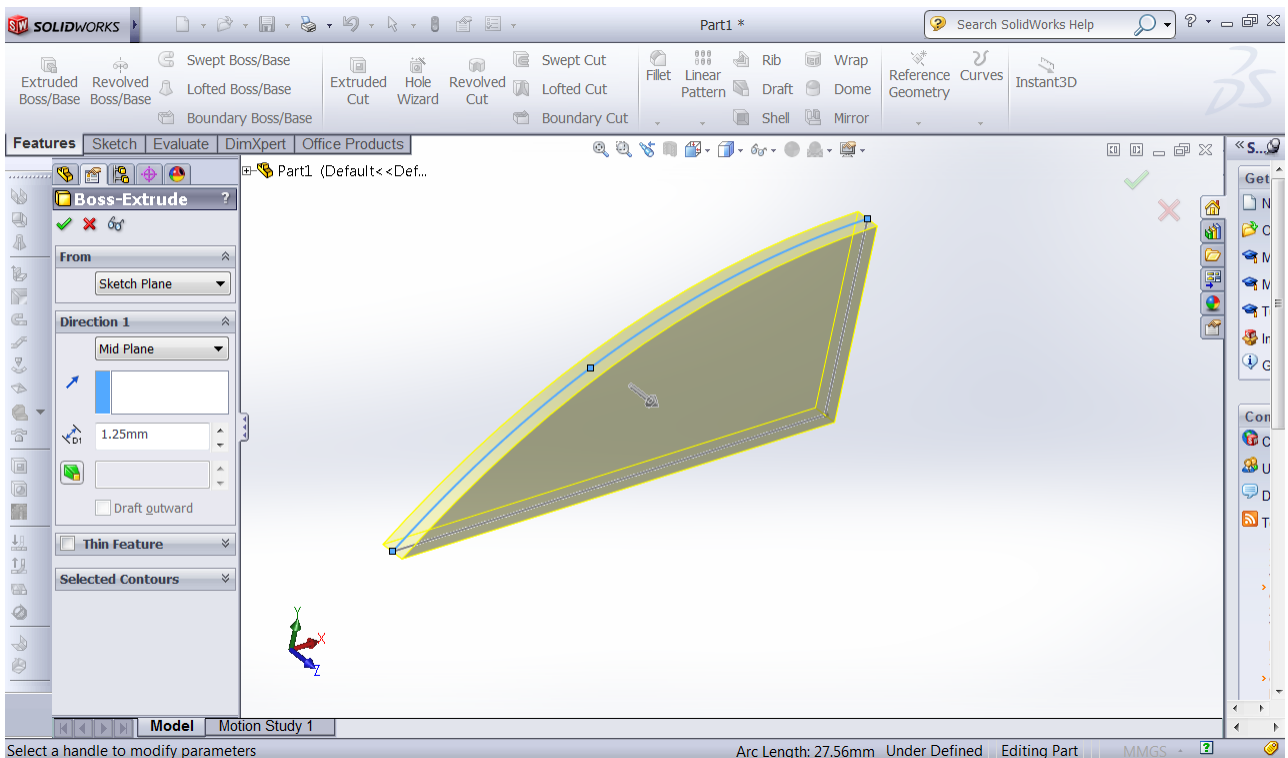 SOLIDWORKS
Part1 *
Search SolidWorks Help
?
Extruded Boss/Base
Revolved Boss/Base
Swept Boss/Base
Lofted Boss/Base
Boundary Boss/Base
Extruded Cut
Hole Wizard
Revolved Cut
Swept Cut
Lofted Cut
Boundary Cut
Fillet
Linear Pattern
Rib
Draft
Shell
Wrap
Dome
Mirror
Reference Geometry
Curves
Instant3D
Features Sketch Evaluate DimXpert Office Products
Part1 (Default<<Def...
S...
Boss-Extrude ?
From
Sketch Plane
Direction 1
Mid Plane
D1 1.25mm
Draft outward
Thin Feature
Selected Contours
Y
X
Z
Get
N
O
M
M
T
In
G
Con
C
U
D
T
Model Motion Study 1
Select a handle to modify parameters Arc Length: 27.56mm Under Defined Editing Part MMGS - ?